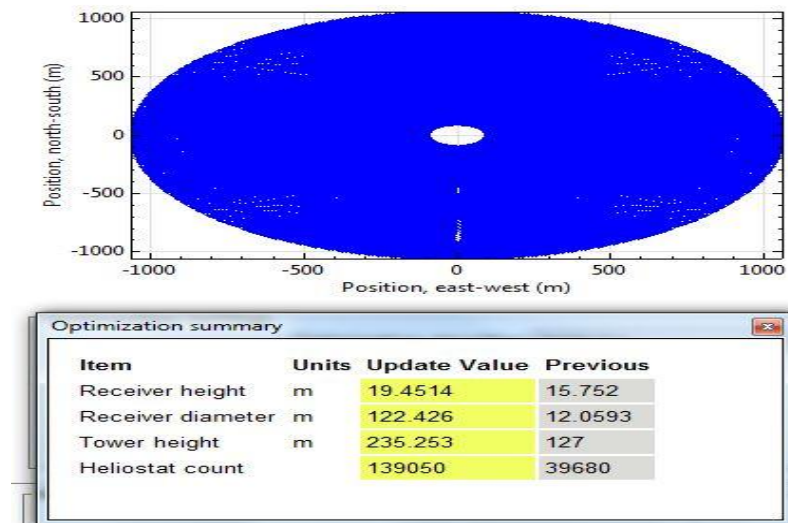 1000
500
0
-500
-1000
Position, north-south (m)
-1000 -500 0 500 1000
Position, east-west (m)
Optimization summary
Item Units Update Value Previous
Receiver height m 19.4514 15.752
Receiver diameter m 122.426 12.0593
Tower height m 235.253 127
Heliostat count 139050 39680